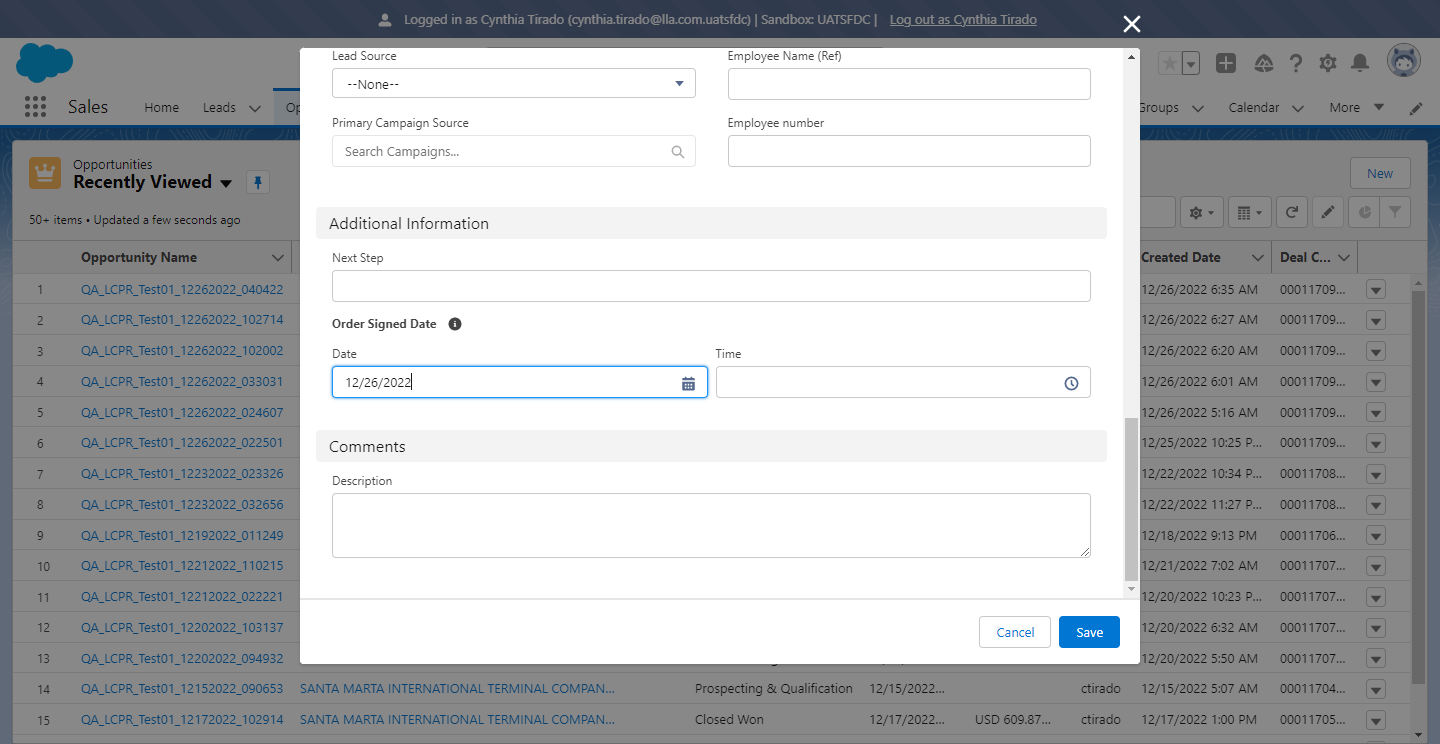 Logged in as Cynthia Tirado (cynthia.tirado@lla.com.uatsfdc) | Sandbox: UATSFDC | Log out as Cynthia Tirado
Sales Home Leads Groups Calendar More
Opportunities
Recently Viewed
New
50+ items • Updated a few seconds ago
Lead Source Employee Name (Ref)
--None--
Primary Campaign Source Employee number
Search Campaigns...
Additional Information
Next Step
Order Signed Date
Date Time
12/26/2022
Comments
Description
Cancel Save
Opportunity Name Created Date Deal C...
1 QA_LCPR_Test01_12262022_040422 12/26/2022 6:35 AM 00011709...
2 QA_LCPR_Test01_12262022_102714 12/26/2022 6:27 AM 00011709...
3 QA_LCPR_Test01_12262022_102002 12/26/2022 6:20 AM 00011709...
4 QA_LCPR_Test01_12262022_033031 12/26/2022 6:01 AM 00011709...
5 QA_LCPR_Test01_12262022_024607 12/26/2022 5:16 AM 00011709...
6 QA_LCPR_Test01_12262022_022501 12/25/2022 10:25 P... 00011709...
7 QA_LCPR_Test01_12232022_023326 12/22/2022 10:34 P... 00011708...
8 QA_LCPR_Test01_12232022_032656 12/22/2022 11:27 P... 00011708...
9 QA_LCPR_Test01_12192022_011249 12/18/2022 9:13 PM 00011706...
10 QA_LCPR_Test01_12212022_110215 12/21/2022 7:02 AM 00011707...
11 QA_LCPR_Test01_12212022_022221 12/20/2022 10:23 P... 00011707...
12 QA_LCPR_Test01_12202022_103137 12/20/2022 6:32 AM 00011707...
13 QA_LCPR_Test01_12202022_094932 12/20/2022 5:50 AM 00011707...
14 QA_LCPR_Test01_12152022_090653 SANTA MARTA INTERNATIONAL TERMINAL COMPAN... Prospecting & Qualification 12/15/2022... ctirado 12/15/2022 5:07 AM 00011704...
15 QA_LCPR_Test01_12172022_102914 SANTA MARTA INTERNATIONAL TERMINAL COMPAN... Closed Won 12/17/2022... USD 609.87... ctirado 12/17/2022 1:00 PM 00011705...